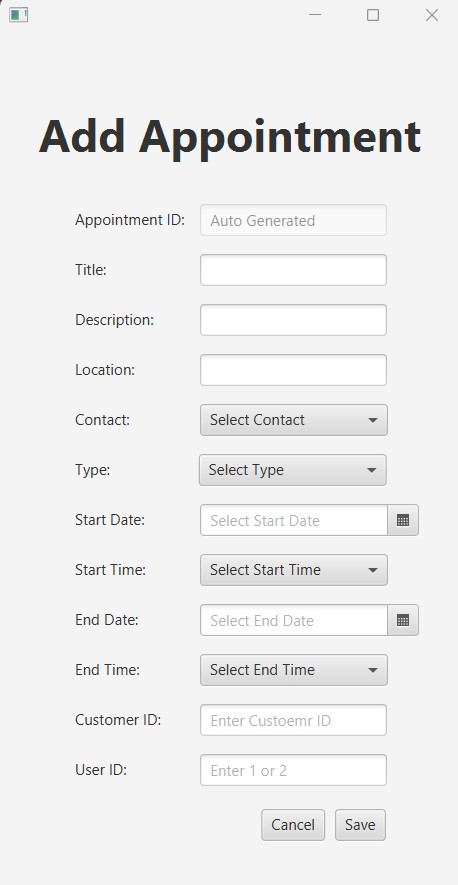 Add Appointment
Appointment ID: Auto Generated
Title:
Description:
Location:
Contact: Select Contact
Type: Select Type
Start Date: Select Start Date
Start Time: Select Start Time
End Date: Select End Date
End Time: Select End Time
Customer ID: Enter Custoemr ID
User ID: Enter 1 or 2
Cancel Save